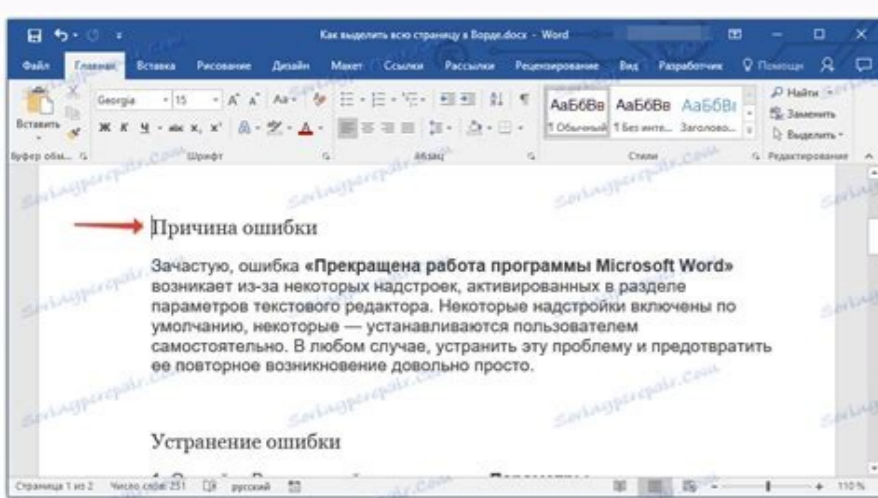 Как выделить всю страницу в Ворде.docx - Word
Файл Главная Вставка Рисование Дизайн Макет Ссылки Рассылки Рецензирование Вид Разработчик Помощн
Вставить
Georgia 15 Aa
Ж К Ч abc x, x'
АаБбВв АаБбВв АаБбВі
¶ Обычный ¶ Без инте... Заголово...
Найти
Заменить
Выделить
Буфер обм... Шрифт Абзац Стили Редактирование
Причина ошибки
Зачастую, ошибка «Прекращена работа программы Microsoft Word»
возникает из-за некоторых надстроек, активированных в разделе
параметров текстового редактора. Некоторые надстройки включены по
умолчанию, некоторые — устанавливаются пользователем
самостоятельно. В любом случае, устранить эту проблему и предотвратить
ее повторное возникновение довольно просто.
Устранение ошибки
Страница 1 из 2 Число слов: 251 русский 110 %